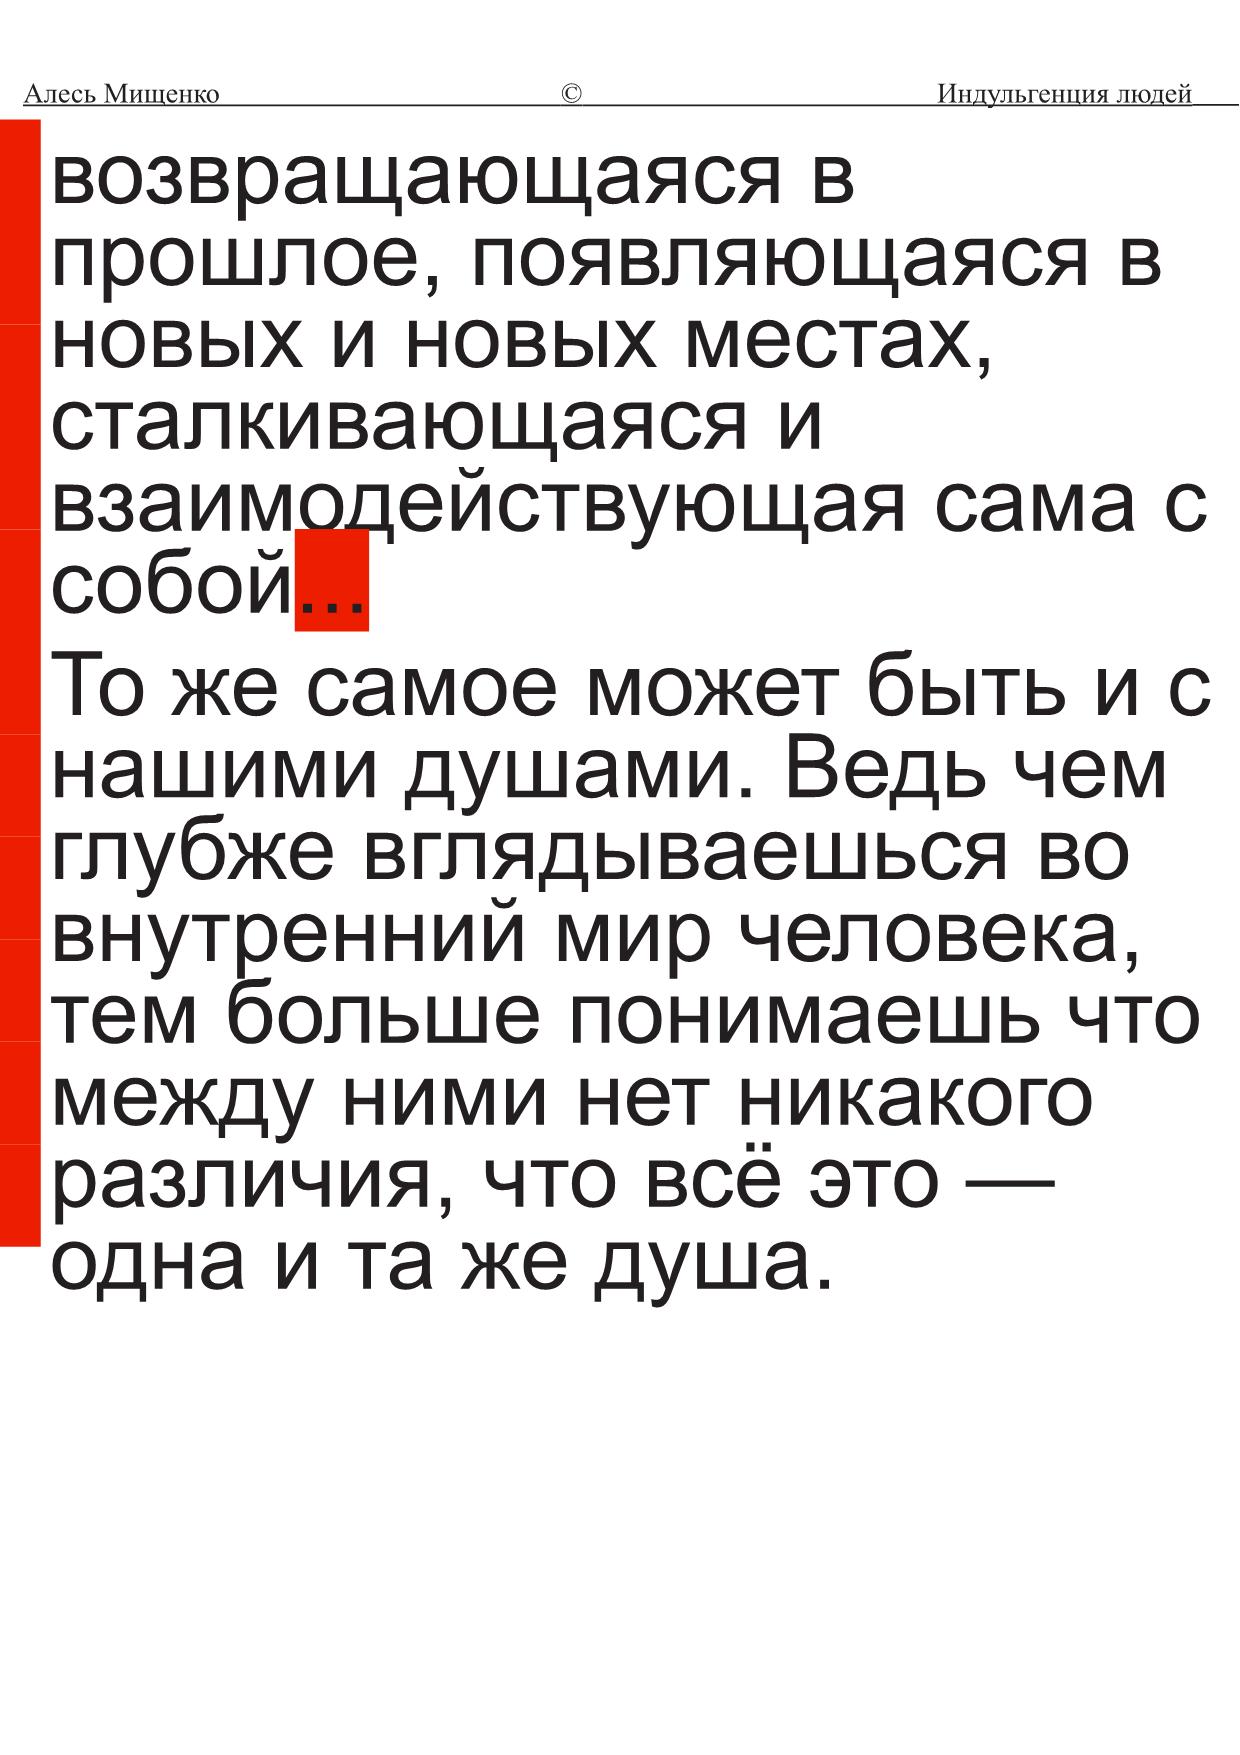 Алесь Мищенко © Индульгенция людей
возвращающаяся в
прошлое, появляющаяся в
новых и новых местах,
сталкивающаяся и
взаимодействующая сама с
собой...
То же самое может быть и с
нашими душами. Ведь чем
глубже вглядываешься во
внутренний мир человека,
тем больше понимаешь что
между ними нет никакого
различия, что всё это —
одна и та же душа.